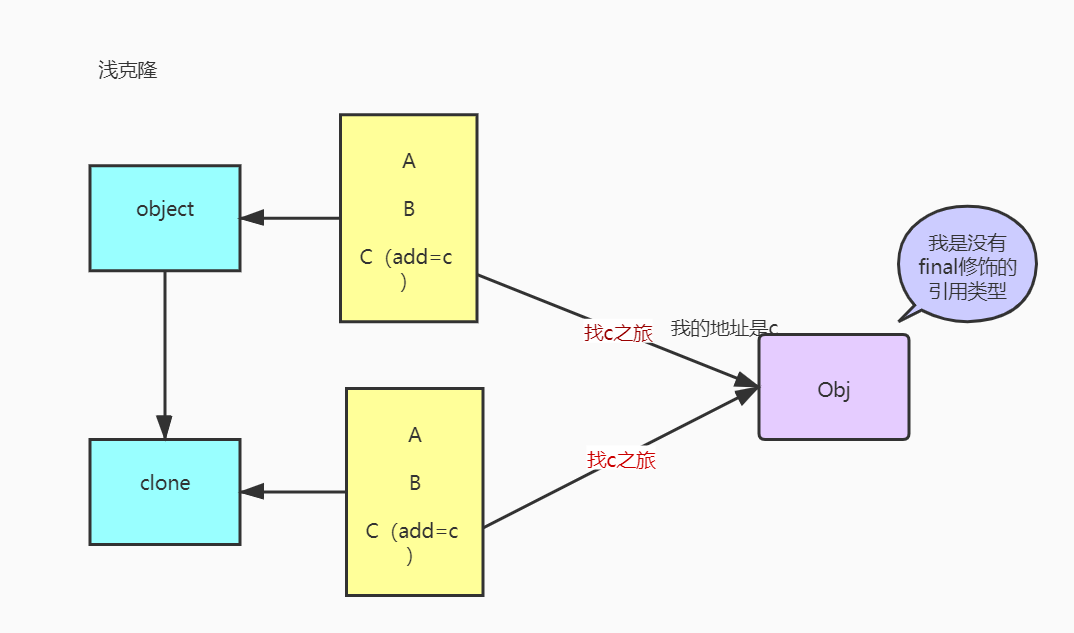 浅克隆
object
A
B
C（add=c
）
找c之旅
我的地址是c
我是没有
final修饰的
引用类型
Obj
clone
A
B
C（add=c
）
找c之旅